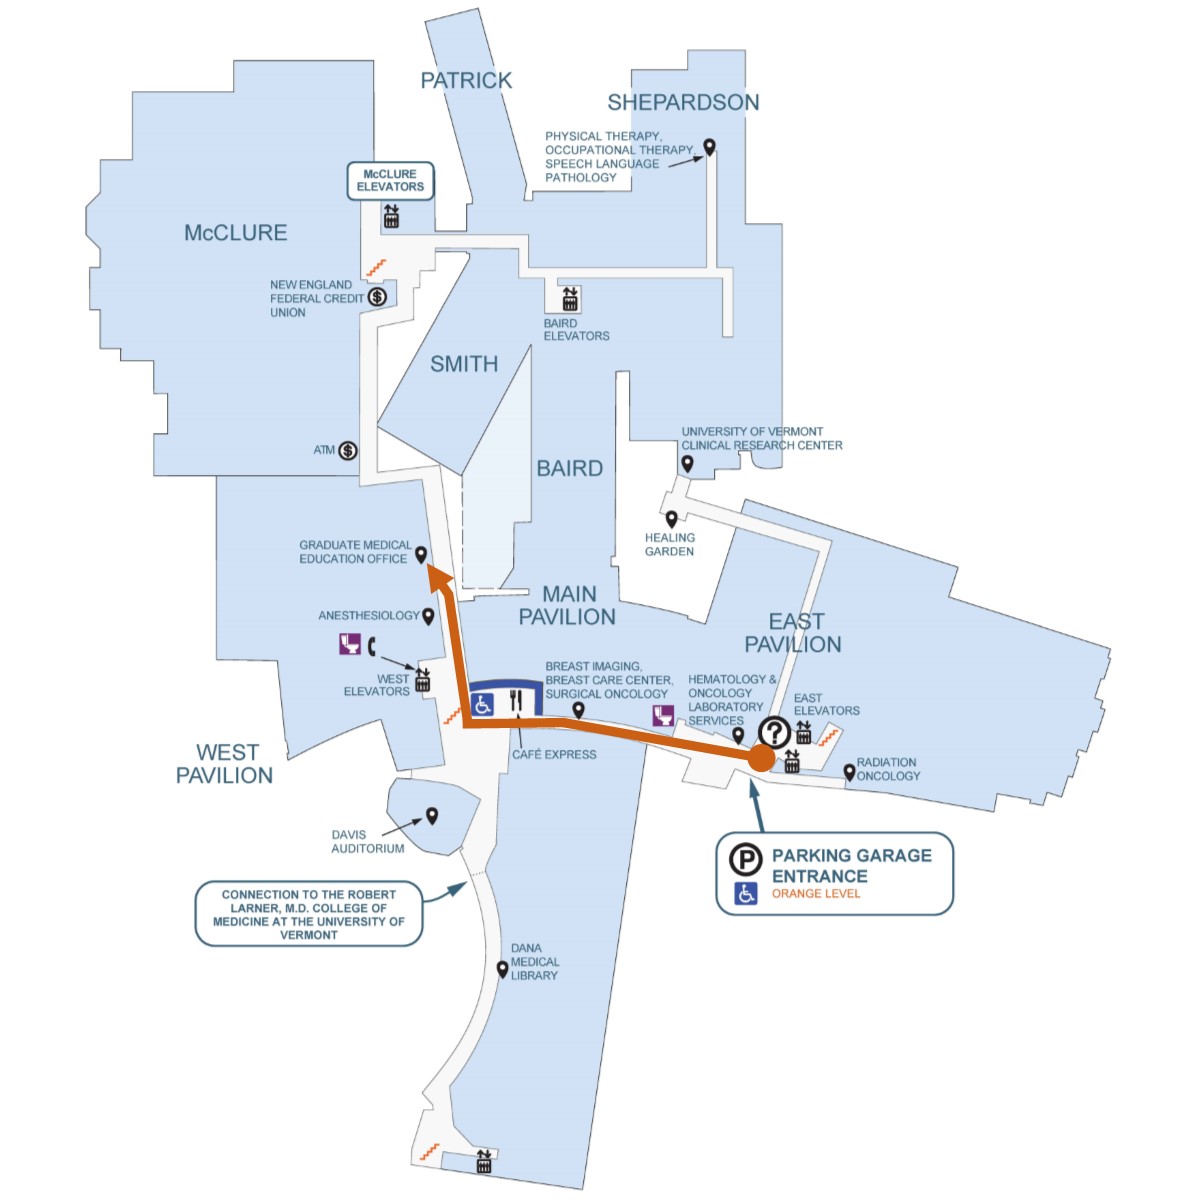 PATRICK
SHEPARDSON
PHYSICAL THERAPY,
OCCUPATIONAL THERAPY,
SPEECH LANGUAGE
PATHOLOGY
McCLURE
ELEVATORS
McCLURE
NEW ENGLAND
FEDERAL CREDIT
UNION
$
BAIRD
ELEVATORS
SMITH
ATM
$
UNIVERSITY OF VERMONT
CLINICAL RESEARCH CENTER
BAIRD
HEALING
GARDEN
GRADUATE MEDICAL
EDUCATION OFFICE
MAIN
PAVILION
ANESTHESIOLOGY
EAST
PAVILION
WEST
ELEVATORS
BREAST IMAGING,
BREAST CARE CENTER,
SURGICAL ONCOLOGY
HEMATOLOGY &
ONCOLOGY
LABORATORY
SERVICES
EAST
ELEVATORS
?
CAFÉ EXPRESS
WEST
PAVILION
RADIATION
ONCOLOGY
DAVIS
AUDITORIUM
P
PARKING GARAGE
ENTRANCE
ORANGE LEVEL
CONNECTION TO THE ROBERT
LARNER, M.D. COLLEGE OF
MEDICINE AT THE UNIVERSITY OF
VERMONT
DANA
MEDICAL
LIBRARY